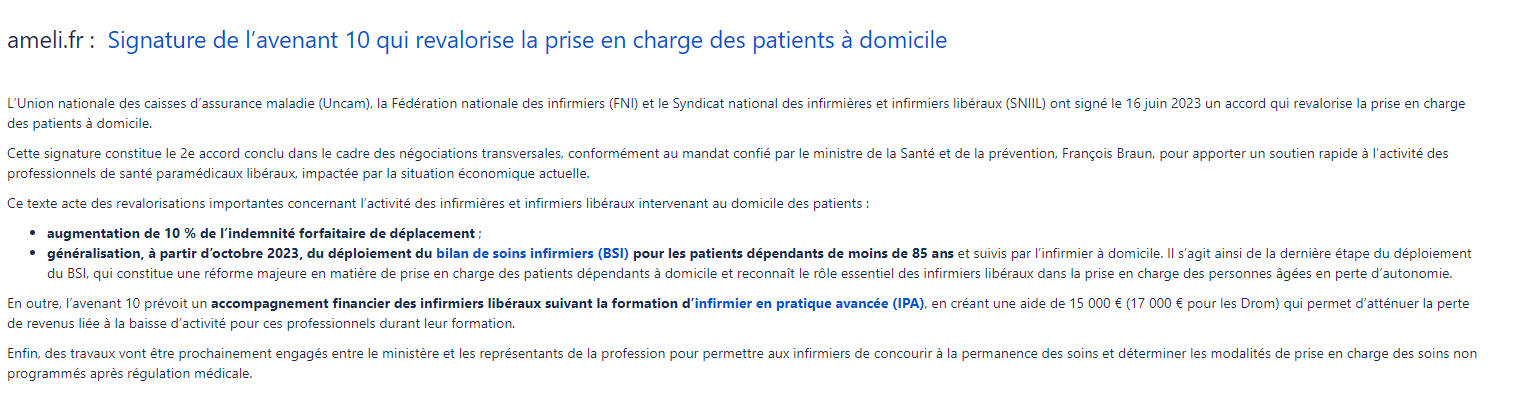 ameli.fr : Signature de l’avenant 10 qui revalorise la prise en charge des patients à domicile
L’Union nationale des caisses d’assurance maladie (Uncam), la Fédération nationale des infirmiers (FNI) et le Syndicat national des infirmières et infirmiers libéraux (SNIIL) ont signé le 16 juin 2023 un accord qui revalorise la prise en charge
des patients à domicile.
Cette signature constitue le 2e accord conclu dans le cadre des négociations transversales, conformément au mandat confié par le ministre de la Santé et de la prévention, François Braun, pour apporter un soutien rapide à l’activité des
professionnels de santé paramédicaux libéraux, impactée par la situation économique actuelle.
Ce texte acte des revalorisations importantes concernant l’activité des infirmières et infirmiers libéraux intervenant au domicile des patients :
• augmentation de 10 % de l’indemnité forfaitaire de déplacement ;
• généralisation, à partir d’octobre 2023, du déploiement du bilan de soins infirmiers (BSI) pour les patients dépendants de moins de 85 ans et suivis par l’infirmier à domicile. Il s’agit ainsi de la dernière étape du déploiement
du BSI, qui constitue une réforme majeure en matière de prise en charge des patients dépendants à domicile et reconnaît le rôle essentiel des infirmiers libéraux dans la prise en charge des personnes âgées en perte d’autonomie.
En outre, l’avenant 10 prévoit un accompagnement financier des infirmiers libéraux suivant la formation d’infirmier en pratique avancée (IPA), en créant une aide de 15 000 € (17 000 € pour les Drom) qui permet d’atténuer la perte
de revenus liée à la baisse d’activité pour ces professionnels durant leur formation.
Enfin, des travaux vont être prochainement engagés entre le ministère et les représentants de la profession pour permettre aux infirmiers de concourir à la permanence des soins et déterminer les modalités de prise en charge des soins non
programmés après régulation médicale.